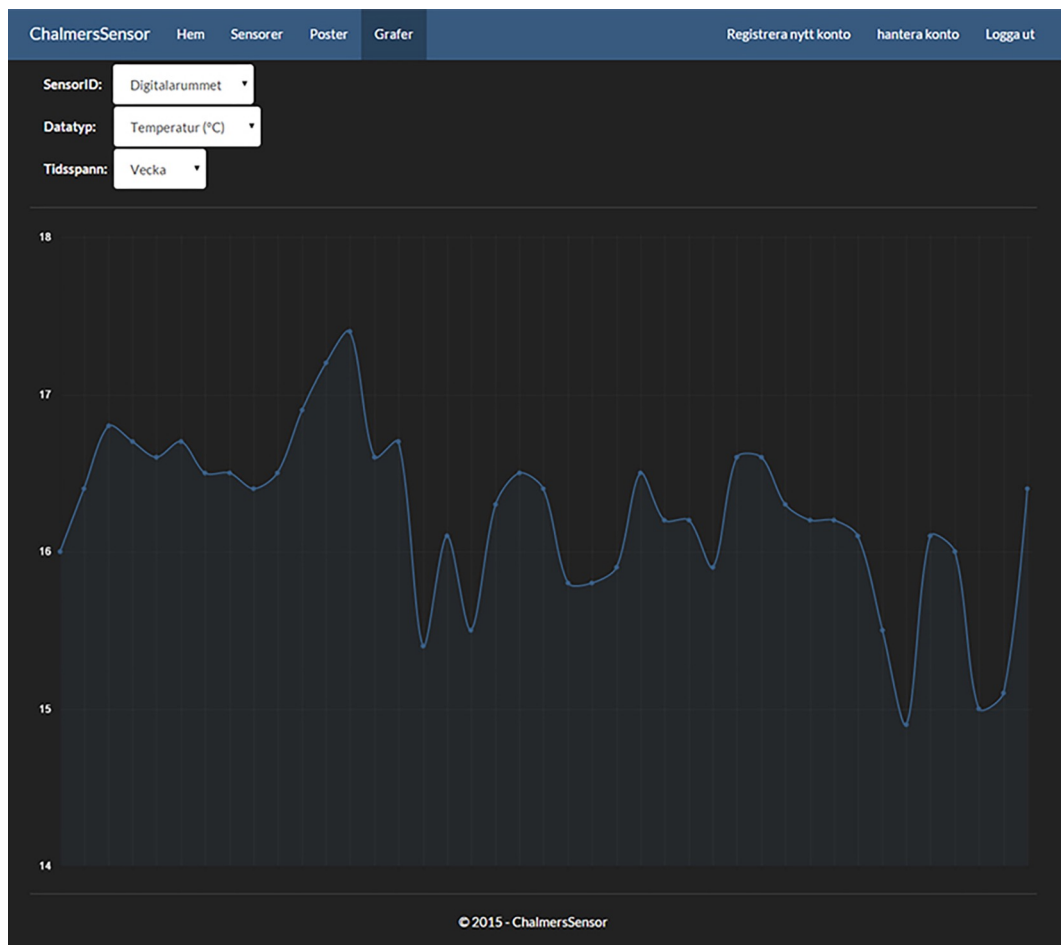 ChalmersSensor Hem Sensorer Poster Grafer Registrera nytt konto hantera konto Logga ut
SensorID: Digitalarummet
Datatyp: Temperatur (°C)
Tidsspann: Vecka
18
17
16
15
14
© 2015 - ChalmersSensor